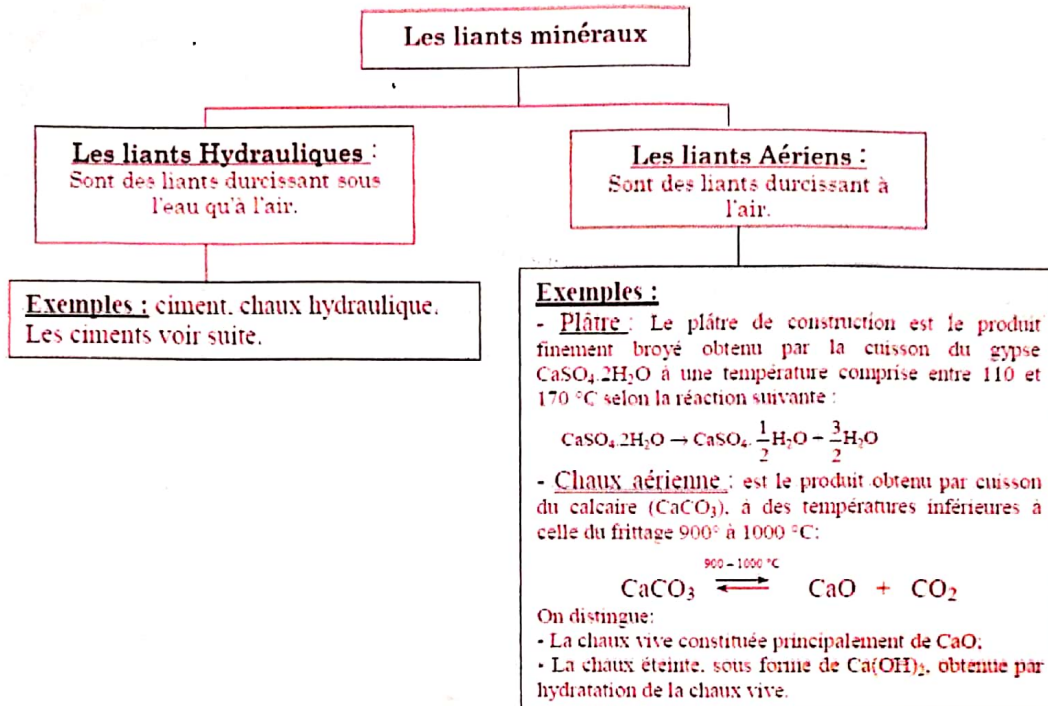 Les liants minéraux
Les liants Hydrauliques :
Sont des liants durcissant sous
l'eau qu'à l'air.
Les liants Aériens :
Sont des liants durcissant à
l'air.
Exemples : ciment. chaux hydraulique.
Les ciments voir suite.
Exemples :
- Plâtre : Le plâtre de construction est le produit
finement broyé obtenu par la cuisson du gypse
CaSO₄.2H₂O à une température comprise entre 110 et
170 °C selon la réaction suivante :
CaSO₄.2H₂O → CaSO₄.1/2H₂O − 3/2H₂O
- Chaux aérienne : est le produit obtenu par cuisson
du calcaire (CaCO₃). à des températures inférieures à
celle du frittage 900° à 1000 °C:
900 – 1000 °C
CaCO₃ ⇌ CaO + CO₂
On distingue:
- La chaux vive constituée principalement de CaO;
- La chaux éteinte. sous forme de Ca(OH)₂. obtenue par
hydratation de la chaux vive.